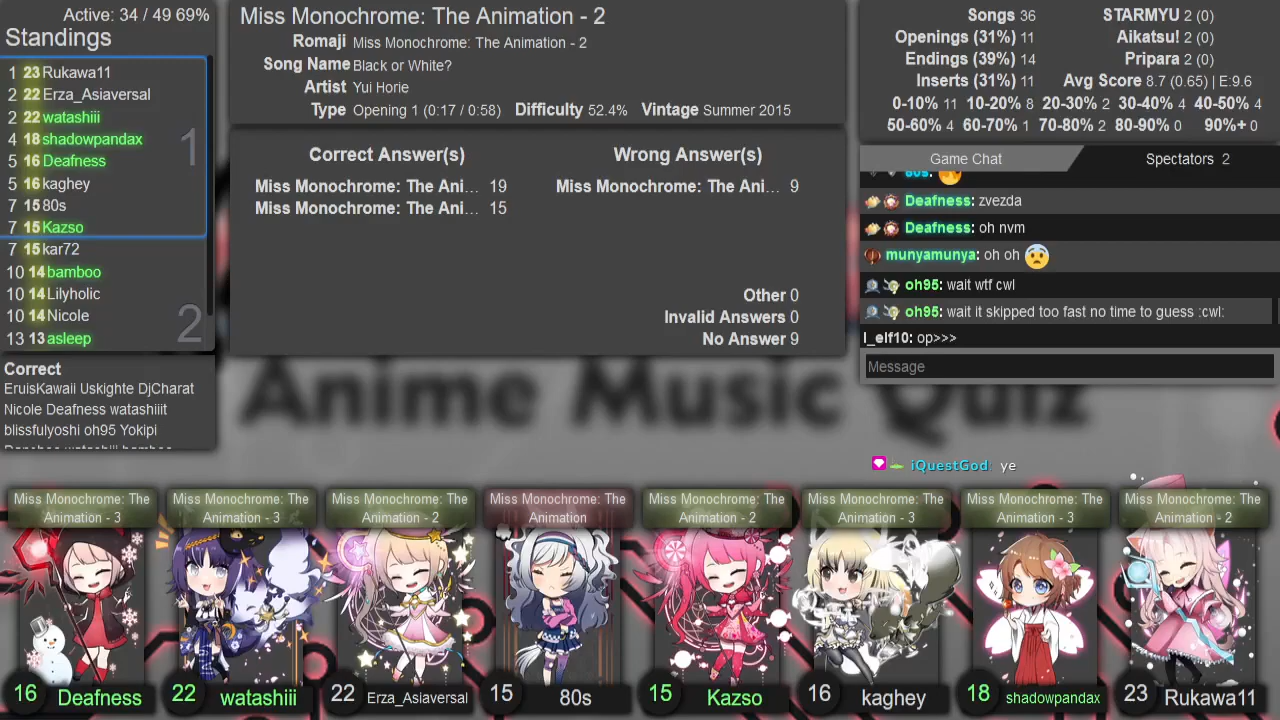 Active: 34 / 49 69%
Standings
1 23 Rukawa11
2 22 Erza_Asiaversal
2 22 watashiii
4 18 shadowpandax
5 16 Deafness
5 16 kaghey
7 15 80s
7 15 Kazso
7 15 kar72
10 14 bamboo
10 14 Lilyholic
10 14 Nicole
13 13 asleep
1
2
Correct
EruisKawaii Uskighte DjCharat
Nicole Deafness watashiiit
blissfulyoshi oh95 Yokipi
Miss Monochrome: The Animation - 2
Romaji Miss Monochrome: The Animation - 2
Song Name Black or White?
Artist Yui Horie
Type Opening 1 (0:17 / 0:58) Difficulty 52.4% Vintage Summer 2015
Correct Answer(s)
Miss Monochrome: The Ani... 19
Miss Monochrome: The Ani... 15
Wrong Answer(s)
Miss Monochrome: The Ani... 9
Other 0
Invalid Answers 0
No Answer 9
Songs 36 STARMYU 2 (0)
Openings (31%) 11 Aikatsu! 2 (0)
Endings (39%) 14 Pripara 2 (0)
Inserts (31%) 11 Avg Score 8.7 (0.65) | E:9.6
0-10% 11 10-20% 8 20-30% 2 30-40% 4 40-50% 4
50-60% 4 60-70% 1 70-80% 2 80-90% 0 90%+ 0
Game Chat Spectators 2
80s:
Deafness: zvezda
Deafness: oh nvm
munyamunya: oh oh
oh95: wait wtf cwl
oh95: wait it skipped too fast no time to guess :cwl:
l_elf10: op>>>
Message
Anime Music Quiz
iQuestGod: ye
Miss Monochrome: The Animation - 3
Miss Monochrome: The Animation - 3
Miss Monochrome: The Animation - 2
Miss Monochrome: The Animation
Miss Monochrome: The Animation - 2
Miss Monochrome: The Animation - 3
Miss Monochrome: The Animation - 3
Miss Monochrome: The Animation - 2
16 Deafness 22 watashiii 22 Erza_Asiaversal 15 80s 15 Kazso 16 kaghey 18 shadowpandax 23 Rukawa11